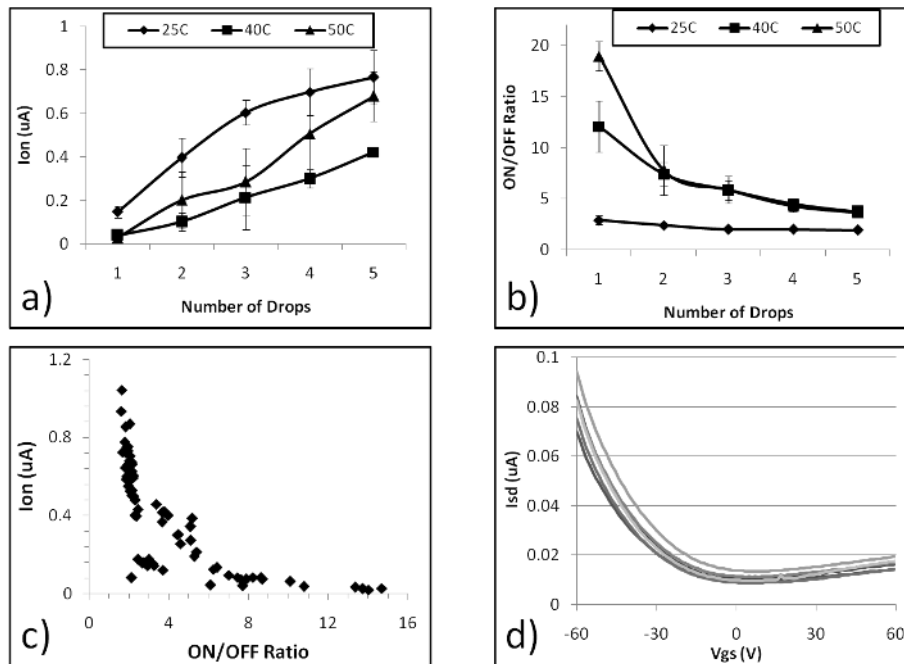 25C 40C 50C
1
0.8
0.6
0.4
0.2
0
Ion (uA)
1 2 3 4 5
Number of Drops
a)
25C 40C 50C
20
15
10
5
0
ON/OFF Ratio
1 2 3 4 5
Number of Drops
b)
1.2
0.9
0.6
0.3
0
Ion (uA)
0 4 8 12 16
ON/OFF Ratio
c)
0.1
0.08
0.06
0.04
0.02
0
Isd (uA)
-60 -30 0 30 60
Vgs (V)
d)